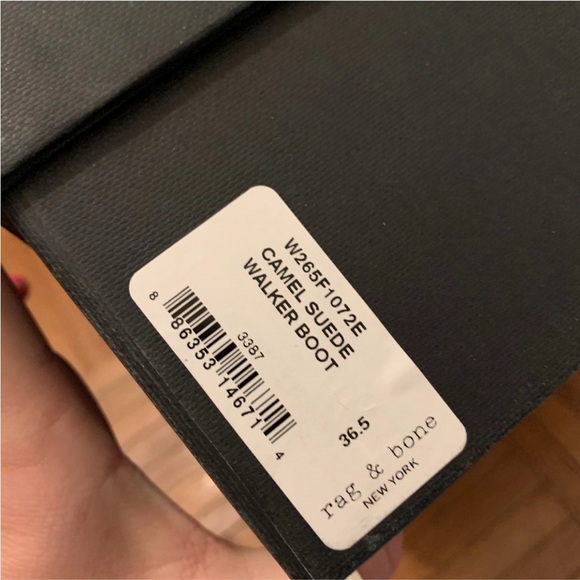 W265F1072E
CAMEL SUEDE
WALKER BOOT
3387
8 86353 14671 4
36.5
rag & bone
NEW YORK